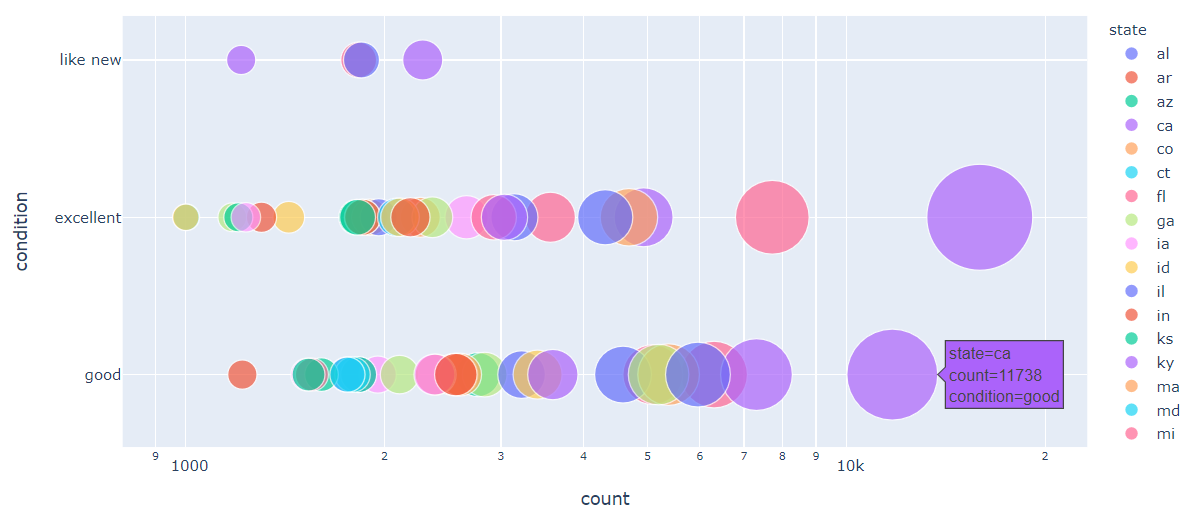 like new
excellent
good
condition
9
1000
2
3
4
5
6
7
8
9
10k
2
count
state=ca
count=11738
condition=good
state
al
ar
az
ca
co
ct
fl
ga
ia
id
il
in
ks
ky
ma
md
mi